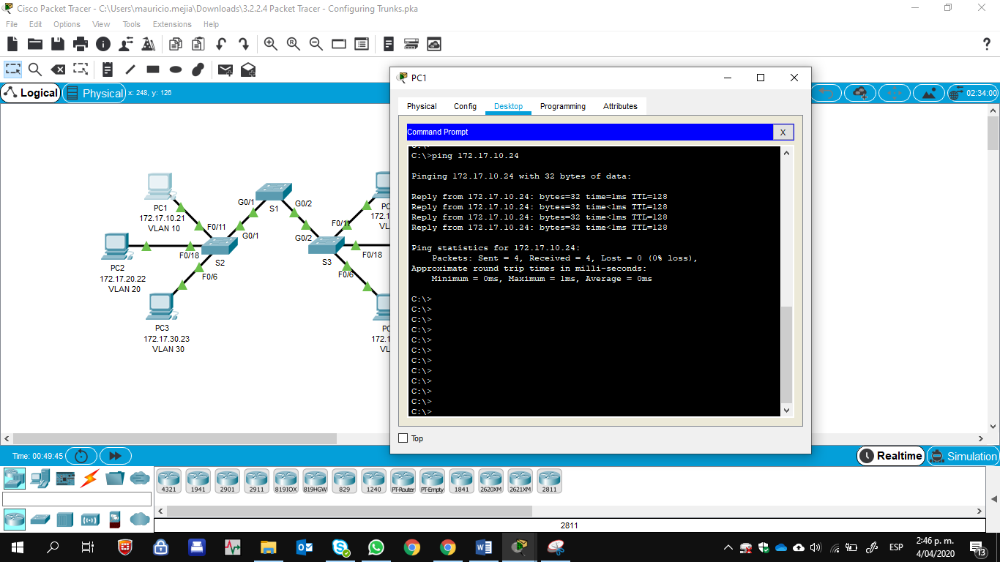 Cisco Packet Tracer - C:\Users\mauricio.mejia\Downloads\3.2.2.4 Packet Tracer - Configuring Trunks.pka
File Edit Options View Tools Extensions Help
Logical Physical x: 248, y: 126
02:34:00
PC1
Physical Config Desktop Programming Attributes
Command Prompt X
C:\>
C:\>ping 172.17.10.24
Pinging 172.17.10.24 with 32 bytes of data:
Reply from 172.17.10.24: bytes=32 time=1ms TTL=128
Reply from 172.17.10.24: bytes=32 time<1ms TTL=128
Reply from 172.17.10.24: bytes=32 time<1ms TTL=128
Reply from 172.17.10.24: bytes=32 time<1ms TTL=128
Ping statistics for 172.17.10.24:
Packets: Sent = 4, Received = 4, Lost = 0 (0% loss),
Approximate round trip times in milli-seconds:
Minimum = 0ms, Maximum = 1ms, Average = 0ms
C:\>
C:\>
C:\>
C:\>
C:\>
C:\>
C:\>
C:\>
C:\>
C:\>
C:\>
C:\>
Top
PC1
172.17.10.21
VLAN 10
F0/11
G0/1
S1
G0/2
G0/1
G0/2
F0/11
PC2
172.17.20.22
VLAN 20
F0/18
S2
F0/6
S3
F0/18
F0/6
PC3
172.17.30.23
VLAN 30
PC
172.1
VL
PC
172.1
VL
Time: 00:49:45
Realtime Simulation
4321 1941 2901 2911 819IOX 819HGW 829 1240 PT-Router PT-Empty 1841 2620XM 2621XM 2811
2811
ESP
2:46 p. m.
4/04/2020
13